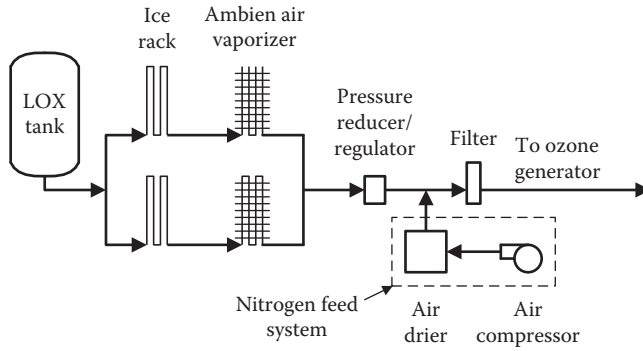 Ice
rack
Ambien air
vaporizer
LOX
tank
Pressure
reducer/
regulator
Filter
To ozone
generator
Nitrogen feed
system
Air
drier
Air
compressor